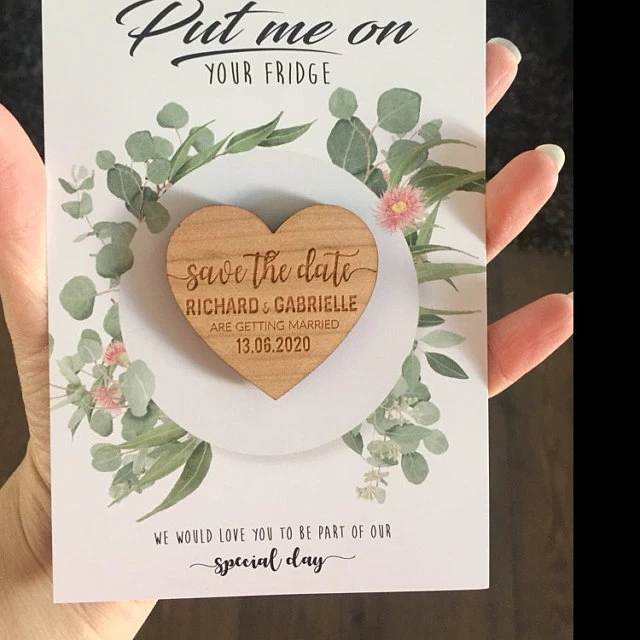 Put me on
YOUR FRIDGE
save the date
RICHARD & GABRIELLE
ARE GETTING MARRIED
13.06.2020
WE WOULD LOVE YOU TO BE PART OF OUR
special day